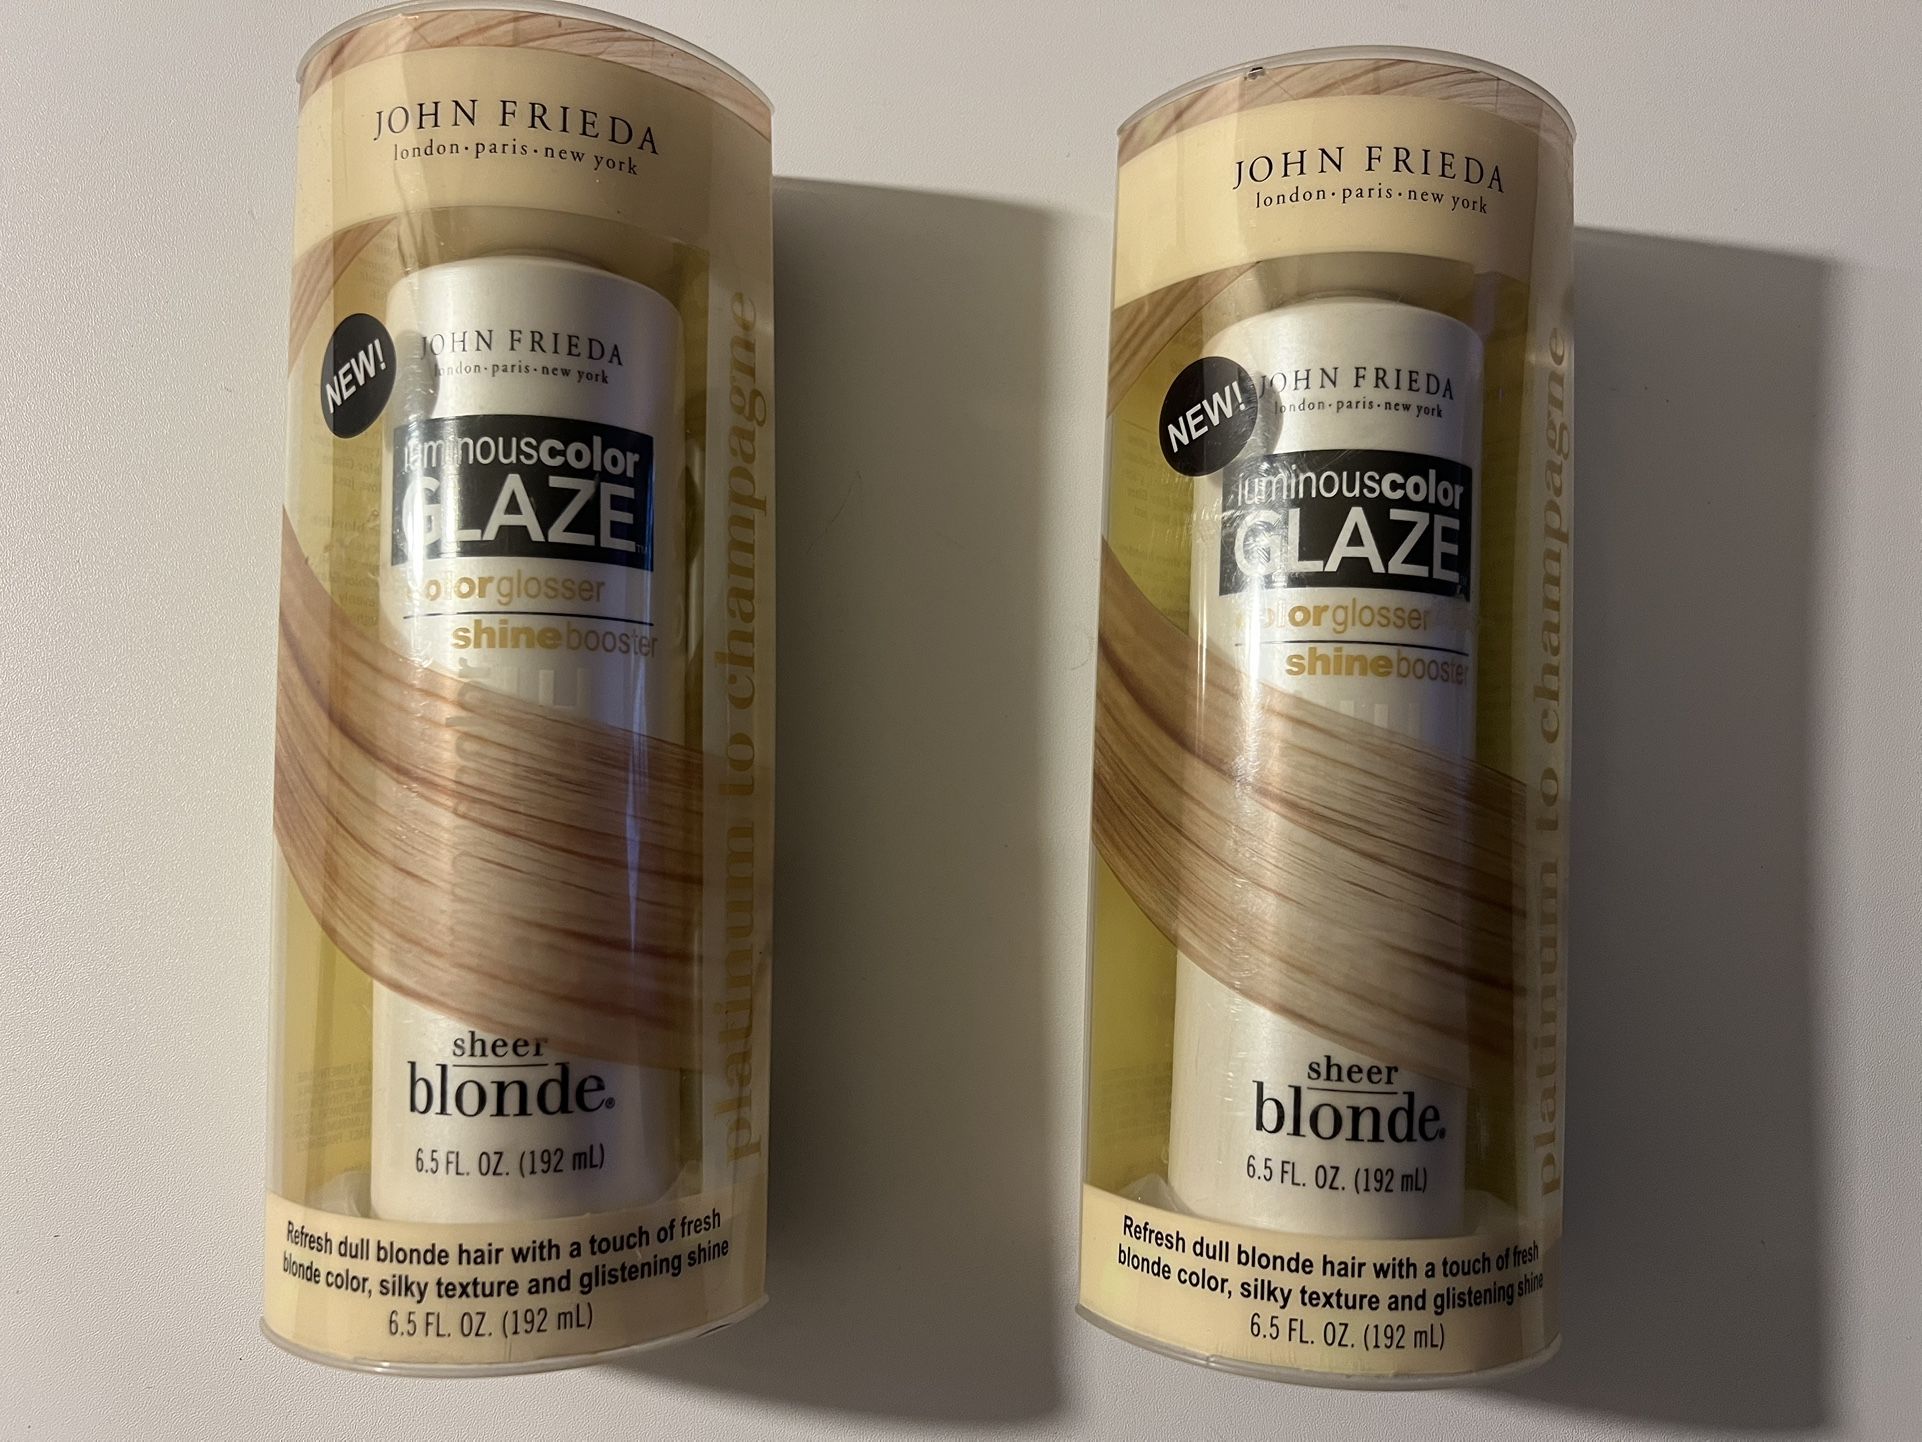 JOHN FRIEDA
london · paris · new york
NEW!
JOHN FRIEDA
london · paris · new york
luminouscolor
GLAZE™
colorglosser
shinebooster
platinum to champagne
sheer
blonde®
6.5 FL. OZ. (192 mL)
Refresh dull blonde hair with a touch of fresh
blonde color, silky texture and glistening shine
6.5 FL. OZ. (192 mL)
JOHN FRIEDA
london · paris · new york
NEW!
JOHN FRIEDA
london · paris · new york
luminouscolor
GLAZE™
colorglosser
shinebooster
platinum to champagne
sheer
blonde®
6.5 FL. OZ. (192 mL)
Refresh dull blonde hair with a touch of fresh
blonde color, silky texture and glistening shine
6.5 FL. OZ. (192 mL)